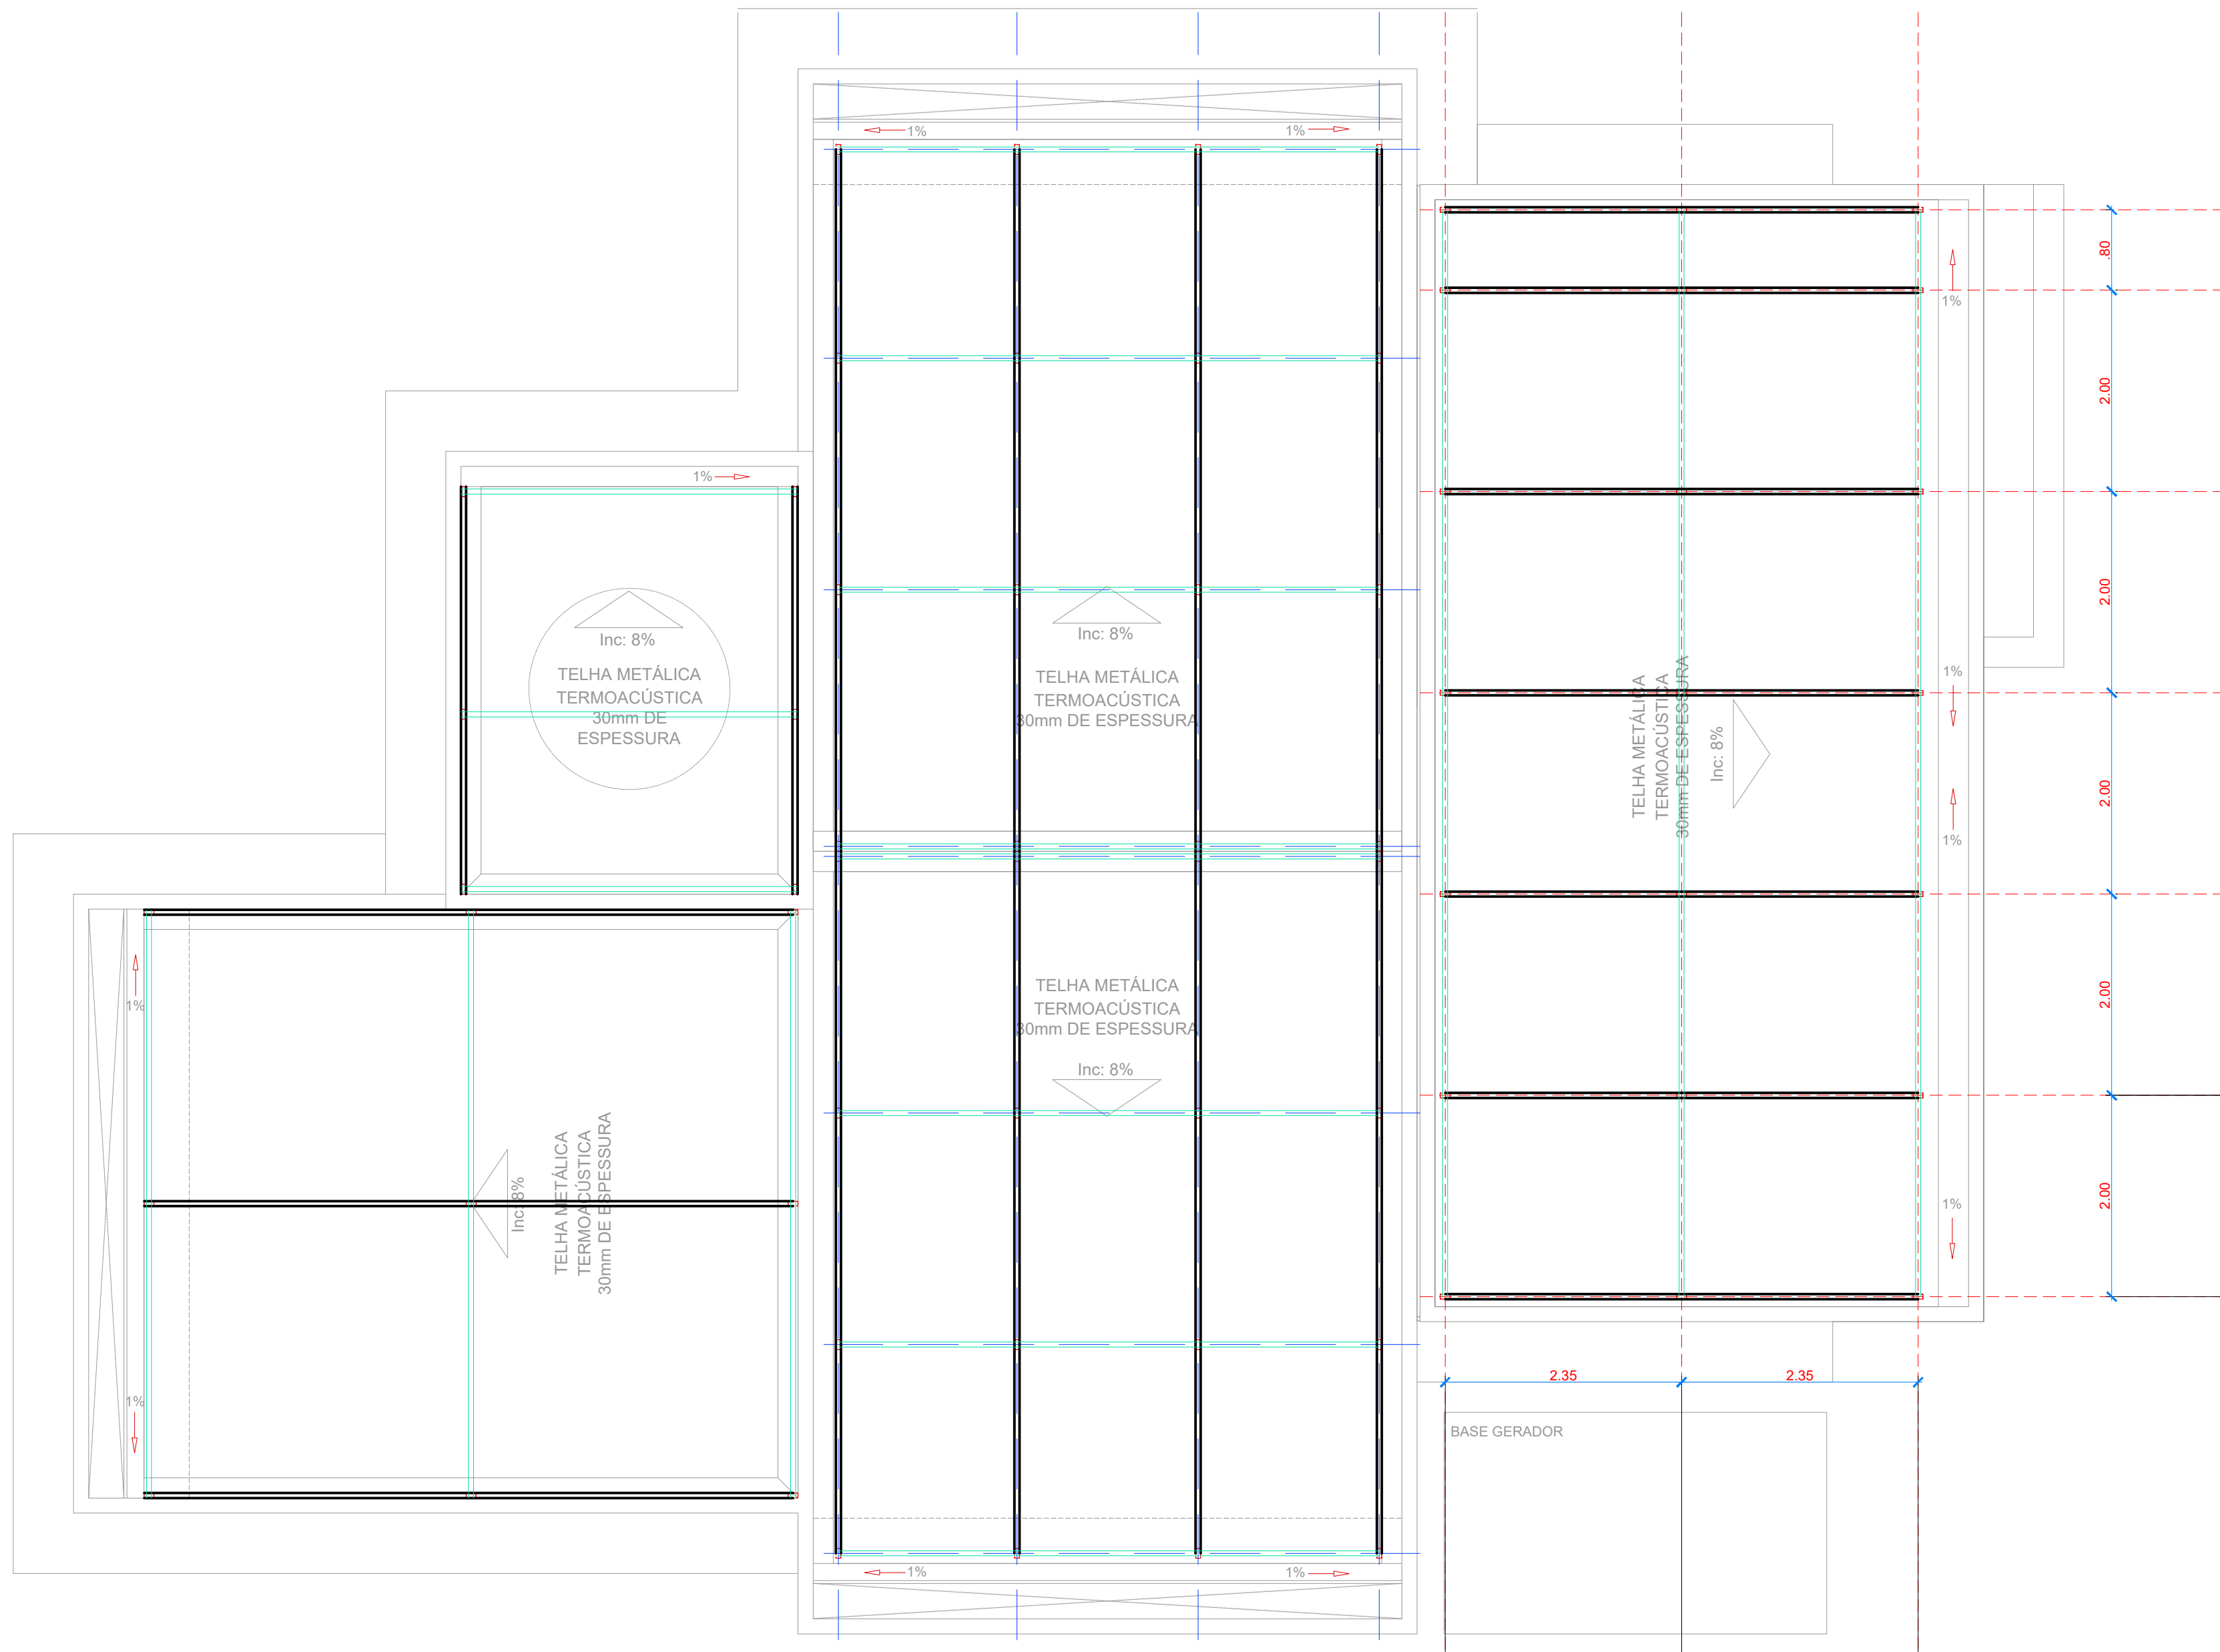 1%
1%
1%
Inc: 8%
TELHA METÁLICA
TERMOACÚSTICA
30mm DE
ESPESSURA
Inc: 8%
TELHA METÁLICA
TERMOACÚSTICA
30mm DE ESPESSURA
TELHA METÁLICA
TERMOACÚSTICA
30mm DE ESPESSURA
Inc: 8%
1%
1%
1%
1%
Inc: 8%
TELHA METÁLICA
TERMOACÚSTICA
30mm DE ESPESSURA
TELHA METÁLICA
TERMOACÚSTICA
30mm DE ESPESSURA
Inc: 8%
1%
1%
1%
1%
.80
2.00
2.00
2.00
2.00
2.00
2.35
2.35
BASE GERADOR